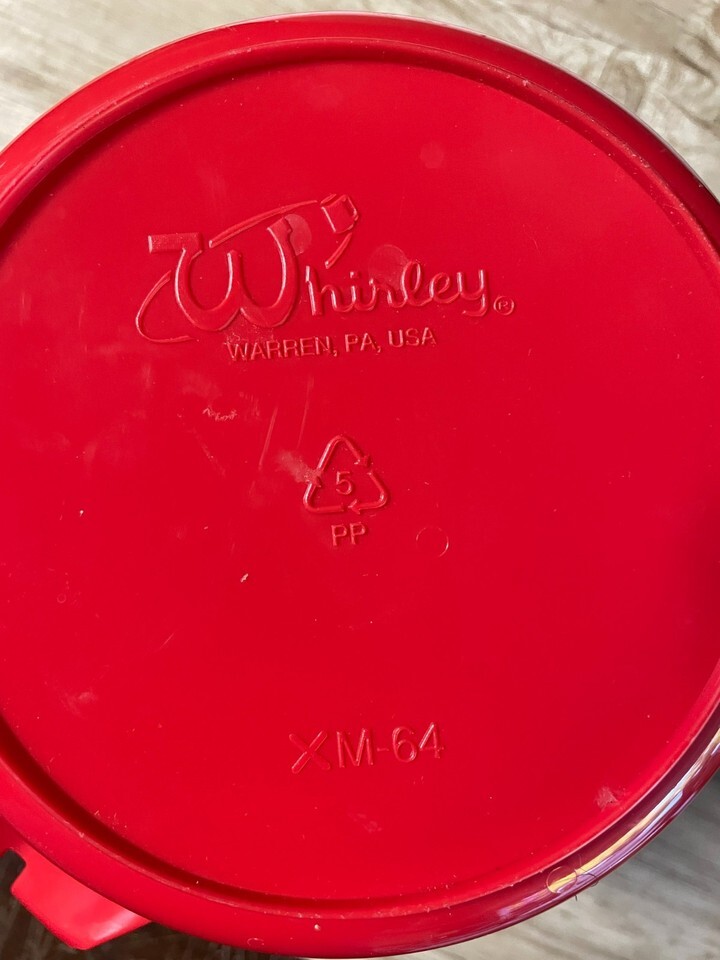 Whirley®
WARREN, PA, USA
5
PP
XM-64